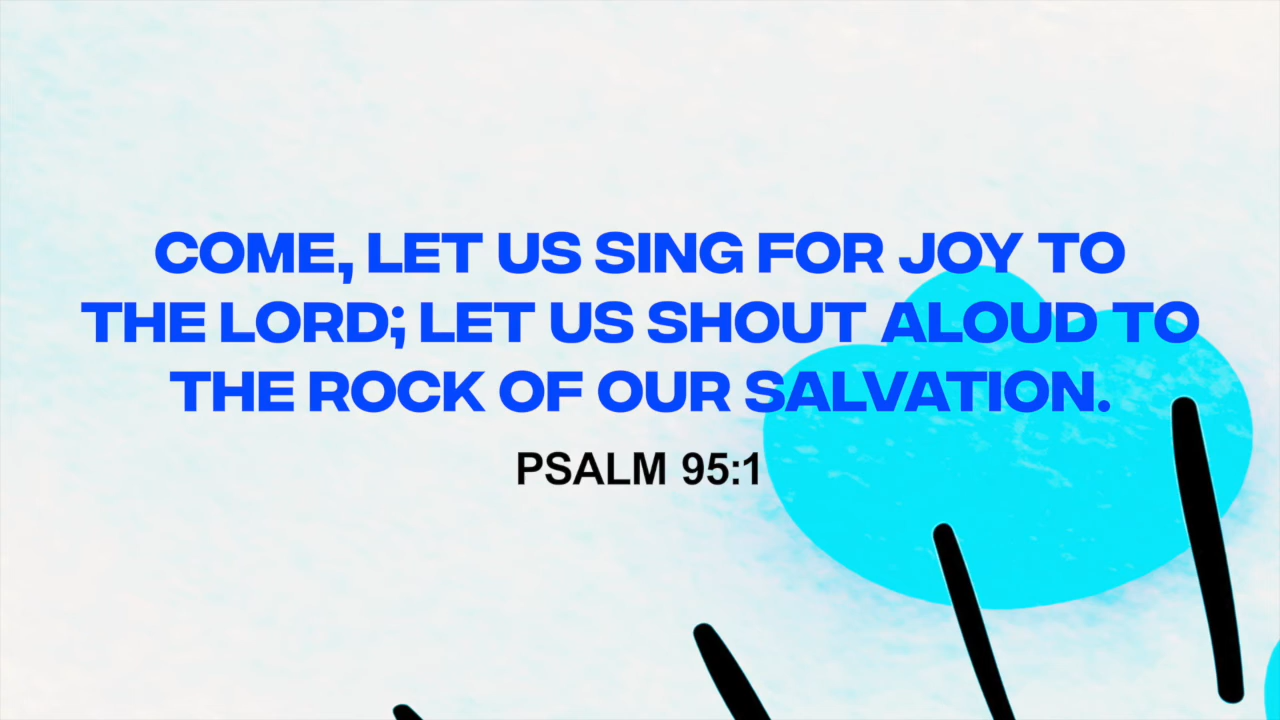 COME, LET US SING FOR JOY TO
THE LORD; LET US SHOUT ALOUD TO
THE ROCK OF OUR SALVATION.
PSALM 95:1